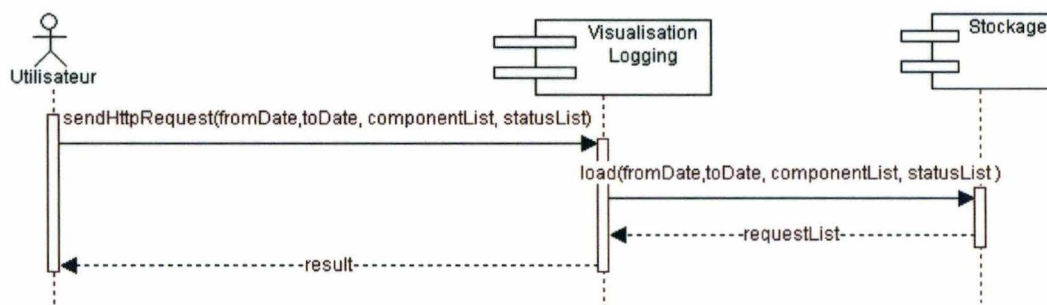 Utilisateur
Visualisation
Logging
Stockage
sendHttpRequest(fromDate,toDate, componentList, statusList)
load(fromDate,toDate, componentList, statusList )
requestList
result